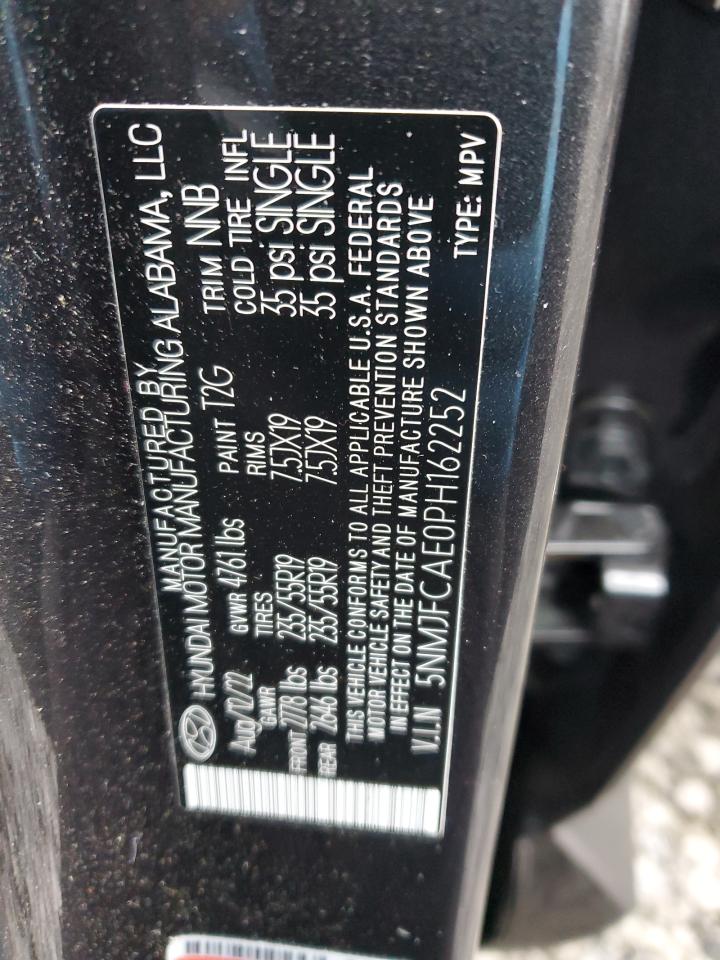 MANUFACTURED BY
HYUNDAI MOTOR MANUFACTURING ALABAMA, LLC
Aug/12/22 GVWR 4761 lbs PAINT T2G TRIM NNB
GAWR TIRES RIMS COLD TIRE INFL
FRONT 2778 lbs 235/55R19 7.5JX19 35 psi SINGLE
REAR 2646 lbs 235/55R19 7.5JX19 35 psi SINGLE
THIS VEHICLE CONFORMS TO ALL APPLICABLE U.S.A. FEDERAL
MOTOR VEHICLE SAFETY AND THEFT PREVENTION STANDARDS
IN EFFECT ON THE DATE OF MANUFACTURE SHOWN ABOVE
V.I.N 5NMJFCAE0PH162252 TYPE: MPV